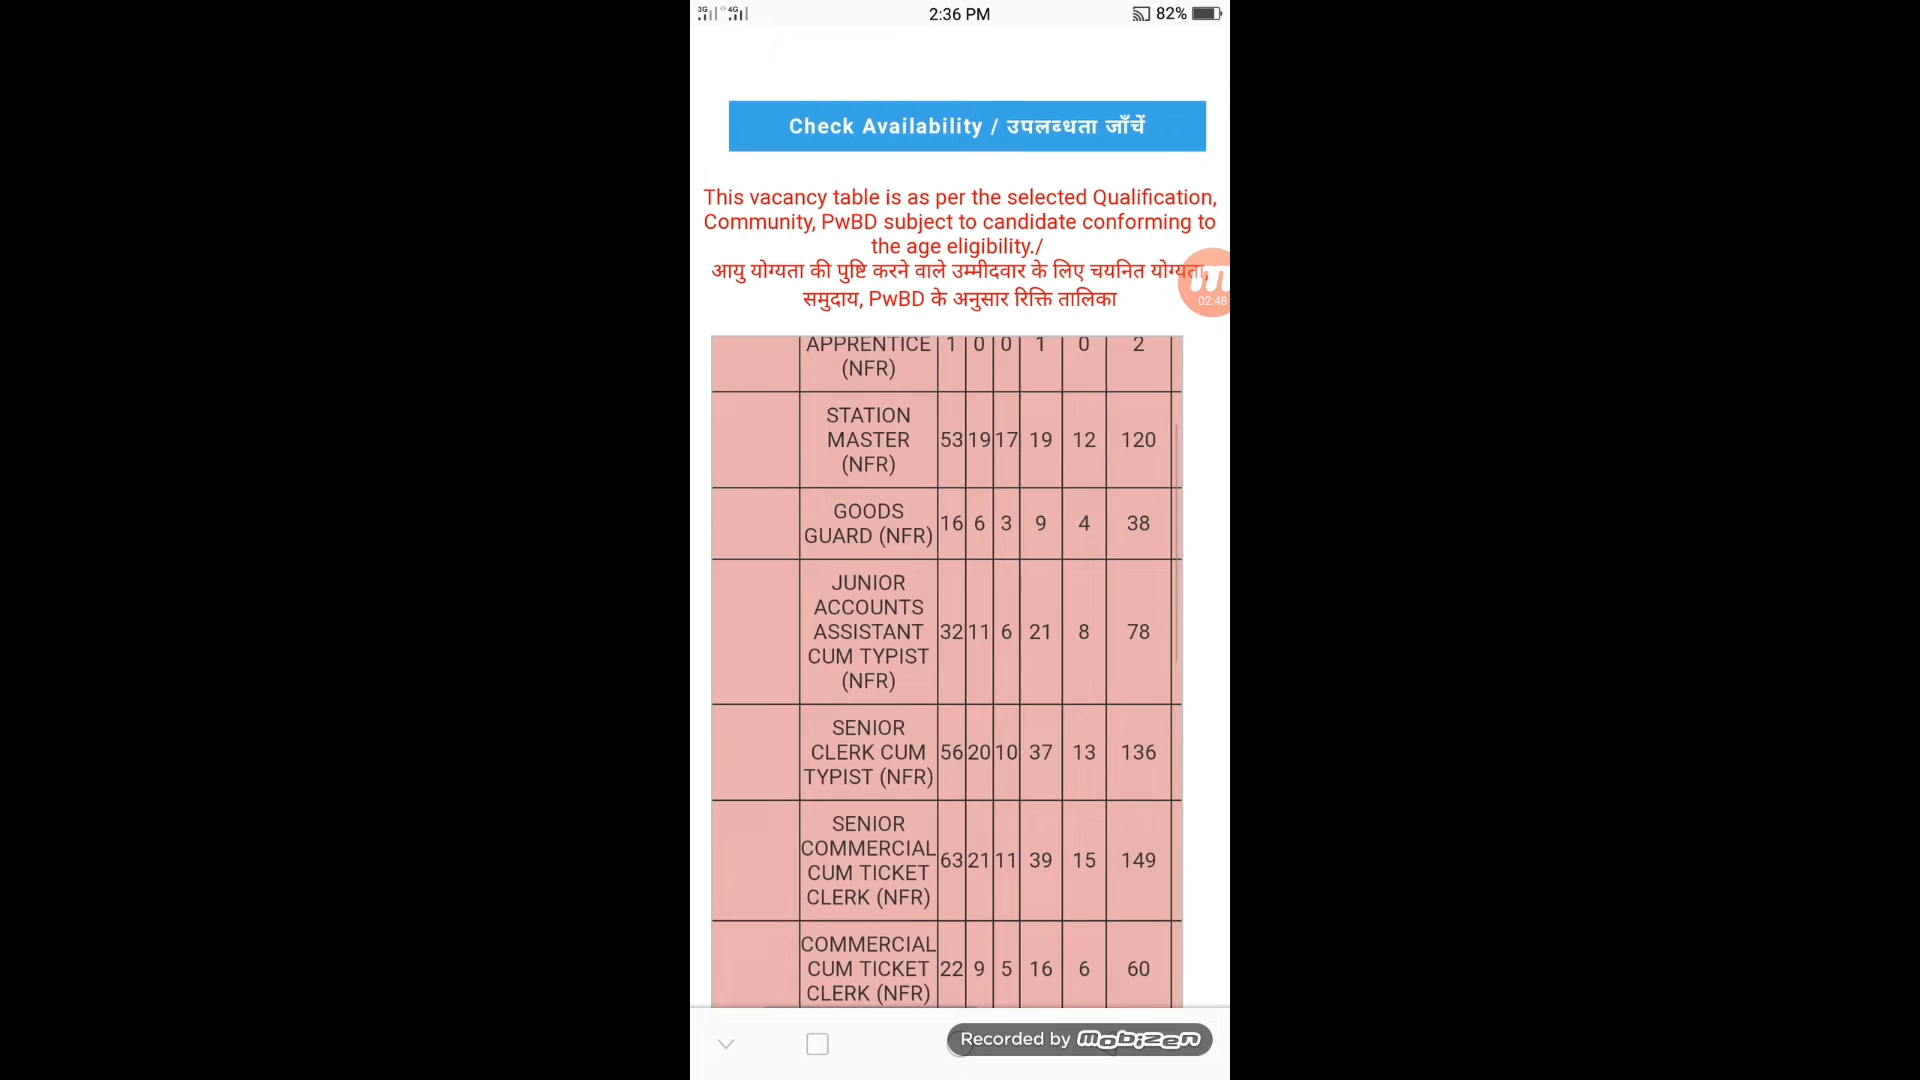 3G 4G 2:36 PM 82%
Check Availability / उपलब्धता जाँचें
This vacancy table is as per the selected Qualification,
Community, PwBD subject to candidate conforming to
the age eligibility./
आयु योग्यता की पुष्टि करने वाले उम्मीदवार के लिए चयनित योग्यता,
समुदाय, PwBD के अनुसार रिक्ति तालिका
02:48
APPRENTICE 1 0 0 1 0 2
(NFR)
STATION
MASTER 53 19 17 19 12 120
(NFR)
GOODS
GUARD (NFR) 16 6 3 9 4 38
JUNIOR
ACCOUNTS
ASSISTANT 32 11 6 21 8 78
CUM TYPIST
(NFR)
SENIOR
CLERK CUM 56 20 10 37 13 136
TYPIST (NFR)
SENIOR
COMMERCIAL 63 21 11 39 15 149
CUM TICKET
CLERK (NFR)
COMMERCIAL
CUM TICKET 22 9 5 16 6 60
CLERK (NFR)
Recorded by mobizen